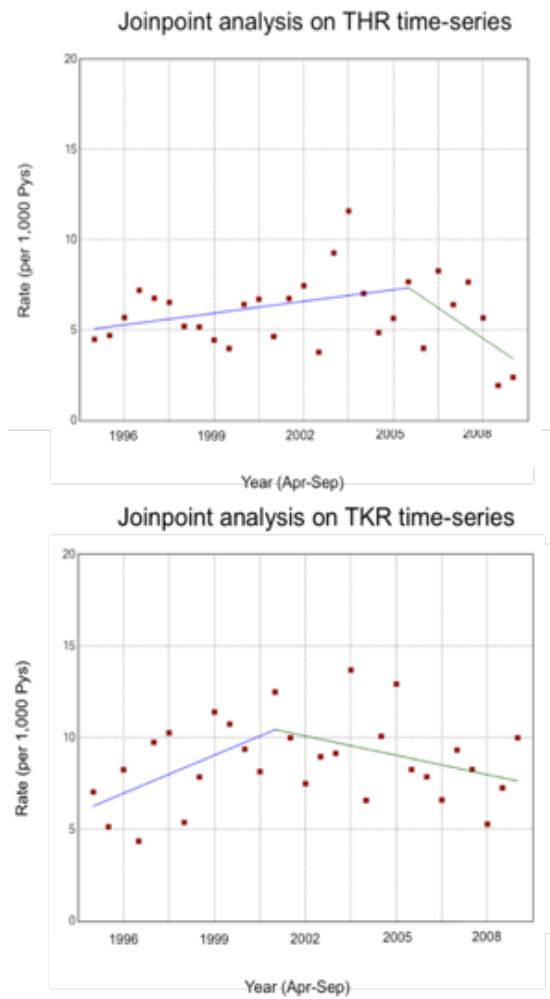 Joinpoint analysis on THR time-series
20
15
10
5
0
Rate (per 1,000 Pys)
1996 1999 2002 2005 2008
Year (Apr-Sep)
Joinpoint analysis on TKR time-series
20
15
10
5
0
Rate (per 1,000 Pys)
1996 1999 2002 2005 2008
Year (Apr-Sep)